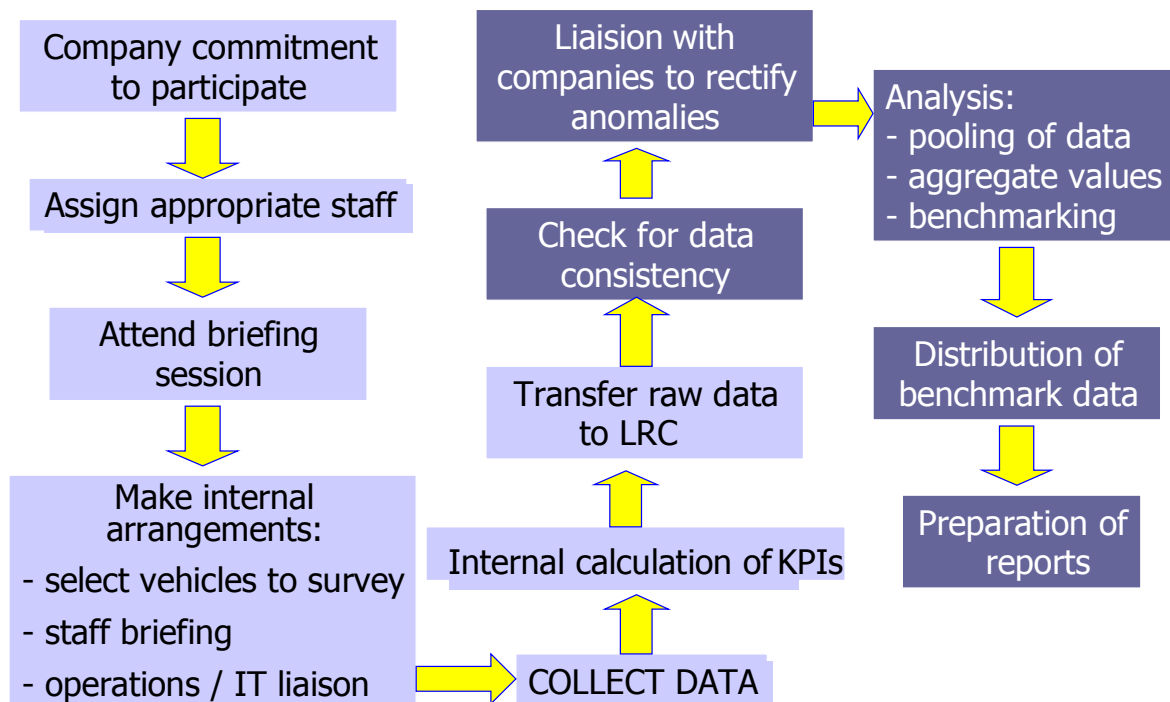 Company commitment
to participate
Assign appropriate staff
Attend briefing
session
Make internal
arrangements:
- select vehicles to survey
- staff briefing
- operations / IT liaison
COLLECT DATA
Internal calculation of KPIs
Transfer raw data
to LRC
Check for data
consistency
Liaision with
companies to rectify
anomalies
Analysis:
- pooling of data
- aggregate values
- benchmarking
Distribution of
benchmark data
Preparation of
reports